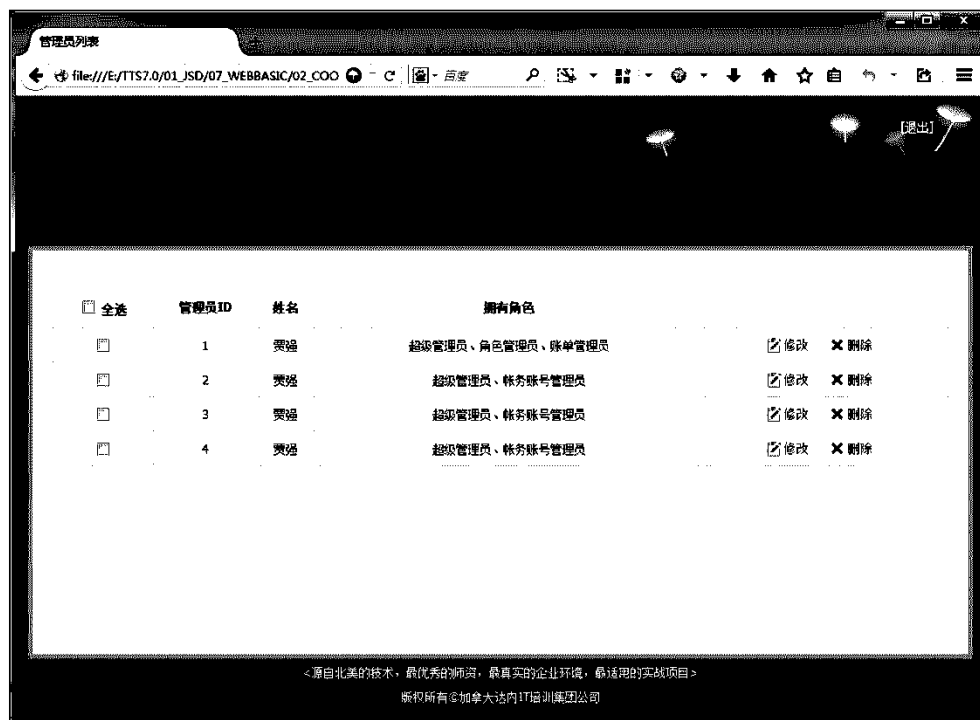 管理员列表
file:///E:/TTS7.0/01_JSD/07_WEBBASIC/02_COO
百度
[退出]
全选 管理员ID 姓名 拥有角色
1 贾强 超级管理员、角色管理员、账单管理员 修改 删除
2 贾强 超级管理员、帐务账号管理员 修改 删除
3 贾强 超级管理员、帐务账号管理员 修改 删除
4 贾强 超级管理员、帐务账号管理员 修改 删除
<源自北美的技术，最优秀的师资，最真实的企业环境，最适用的实战项目>
版权所有©加拿大达内IT培训集团公司